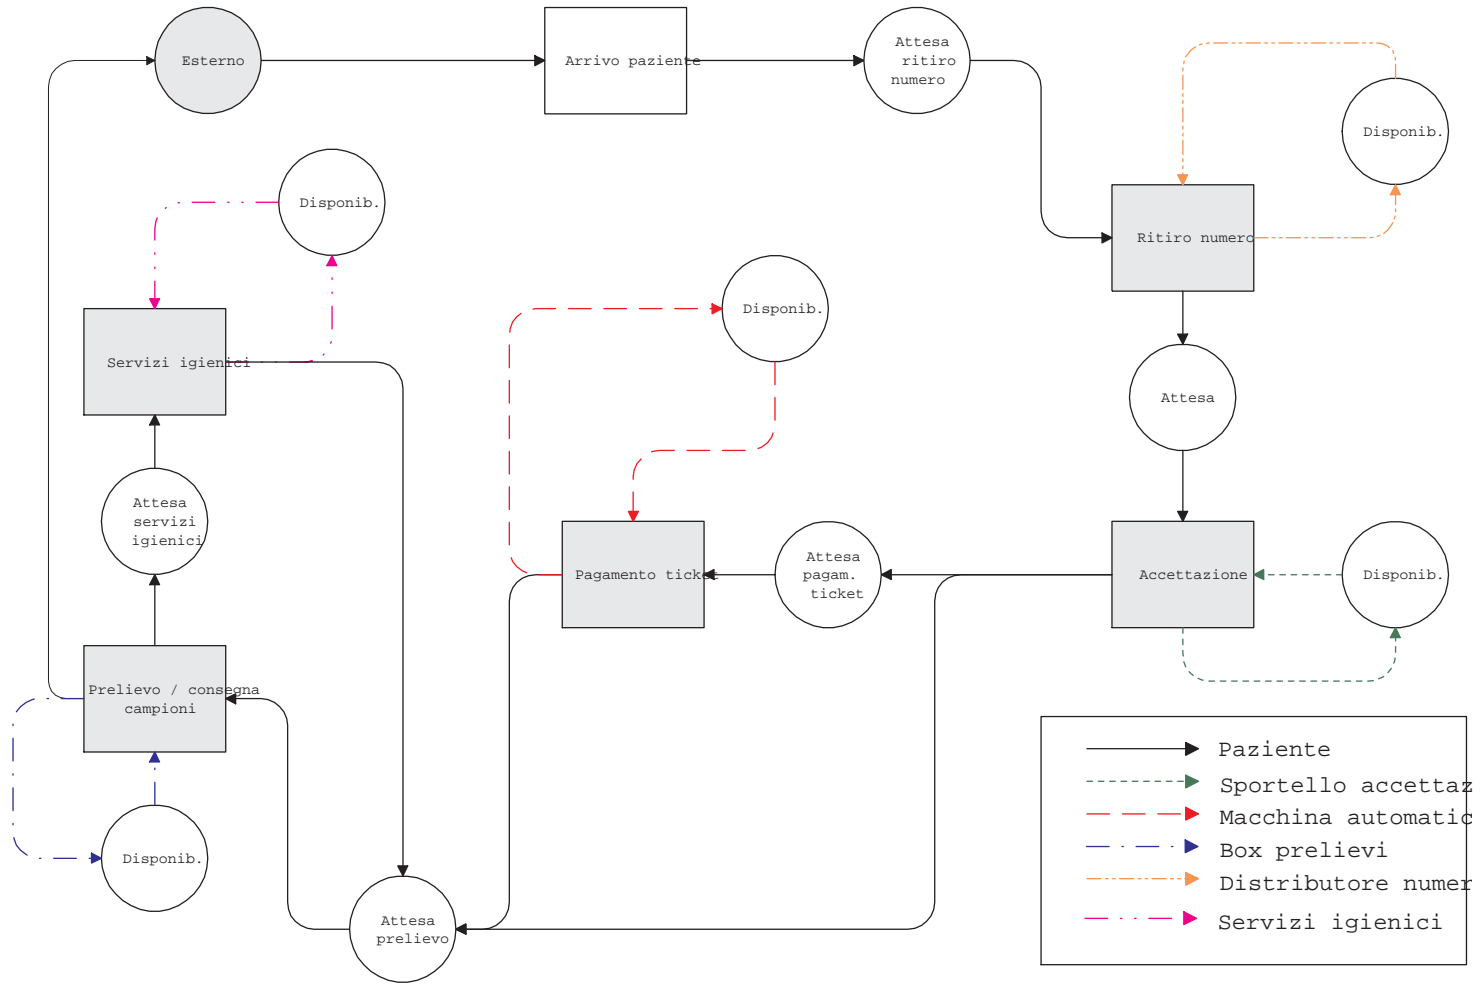 Esterno
Arrivo paziente
Attesa
ritiro
numero
Disponib.
Disponib.
Ritiro numero
Disponib.
Servizi igienici
Attesa
Attesa
servizi
igienici
Pagamento ticket
Attesa
pagam.
ticket
Accettazione
Disponib.
Prelievo / consegna
campioni
Disponib.
Attesa
prelievo
Paziente
Sportello accettaz
Macchina automatic
Box prelievi
Distributore numer
Servizi igienici